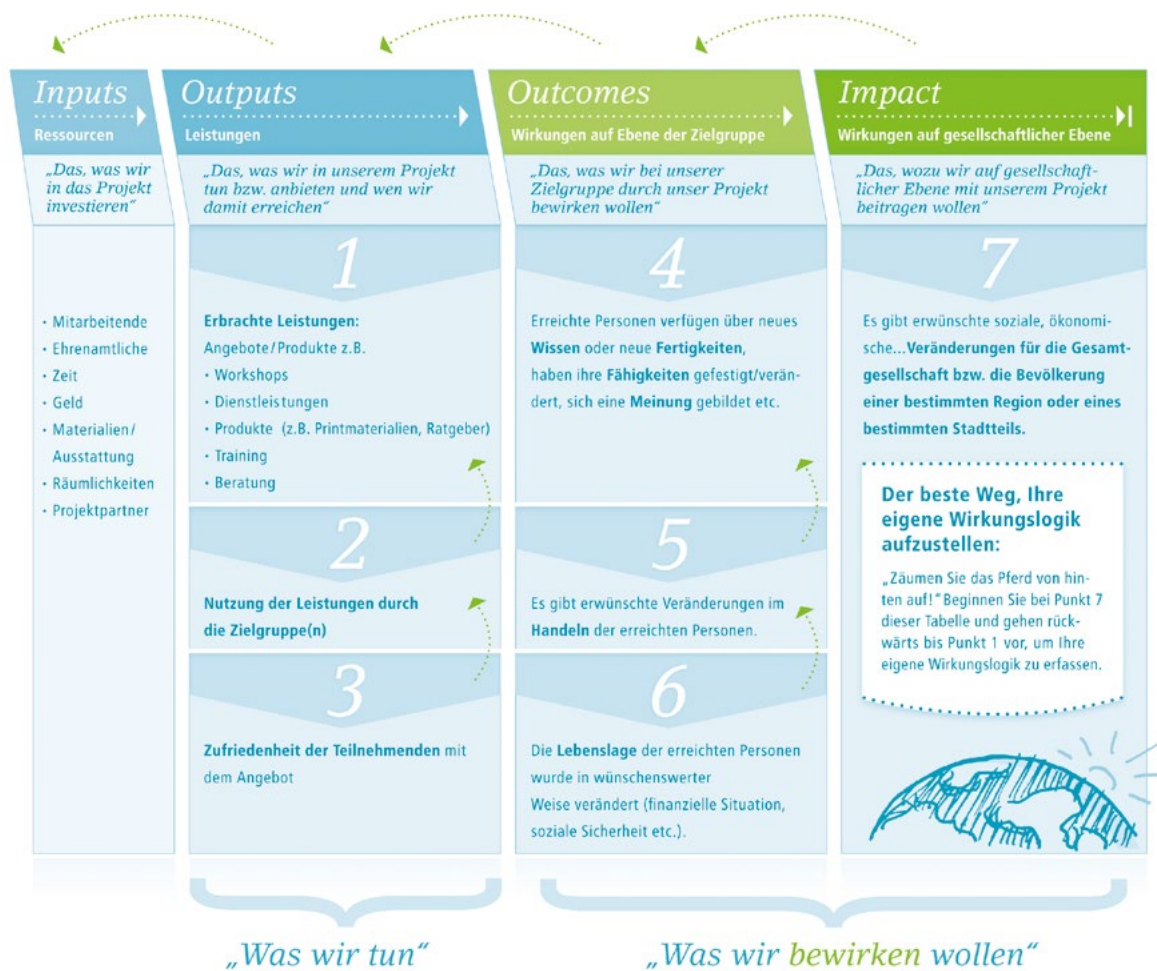 Inputs
Ressourcen
„Das, was wir
in das Projekt
investieren“
· Mitarbeitende
· Ehrenamtliche
· Zeit
· Geld
· Materialien/
Ausstattung
· Räumlichkeiten
· Projektpartner
Outputs
Leistungen
„Das, was wir in unserem Projekt
tun bzw. anbieten und wen wir
damit erreichen“
1
Erbrachte Leistungen:
Angebote/Produkte z.B.
· Workshops
· Dienstleistungen
· Produkte (z.B. Printmaterialien, Ratgeber)
· Training
· Beratung
2
Nutzung der Leistungen durch
die Zielgruppe(n)
3
Zufriedenheit der Teilnehmenden mit
dem Angebot
Outcomes
Wirkungen auf Ebene der Zielgruppe
„Das, was wir bei unserer
Zielgruppe durch unser Projekt
bewirken wollen“
4
Erreichte Personen verfügen über neues
Wissen oder neue Fertigkeiten,
haben ihre Fähigkeiten gefestigt/verän-
dert, sich eine Meinung gebildet etc.
5
Es gibt erwünschte Veränderungen im
Handeln der erreichten Personen.
6
Die Lebenslage der erreichten Personen
wurde in wünschenswerter
Weise verändert (finanzielle Situation,
soziale Sicherheit etc.).
Impact
Wirkungen auf gesellschaftlicher Ebene
„Das, wozu wir auf gesellschaft-
licher Ebene mit unserem Projekt
beitragen wollen“
7
Es gibt erwünschte soziale, ökonomi-
sche...Veränderungen für die Gesamt-
gesellschaft bzw. die Bevölkerung
einer bestimmten Region oder eines
bestimmten Stadtteils.
Der beste Weg, Ihre
eigene Wirkungslogik
aufzustellen:
„Zäumen Sie das Pferd von hin-
ten auf!“ Beginnen Sie bei Punkt 7
dieser Tabelle und gehen rück-
wärts bis Punkt 1 vor, um Ihre
eigene Wirkungslogik zu erfassen.
„Was wir tun“
„Was wir bewirken wollen“